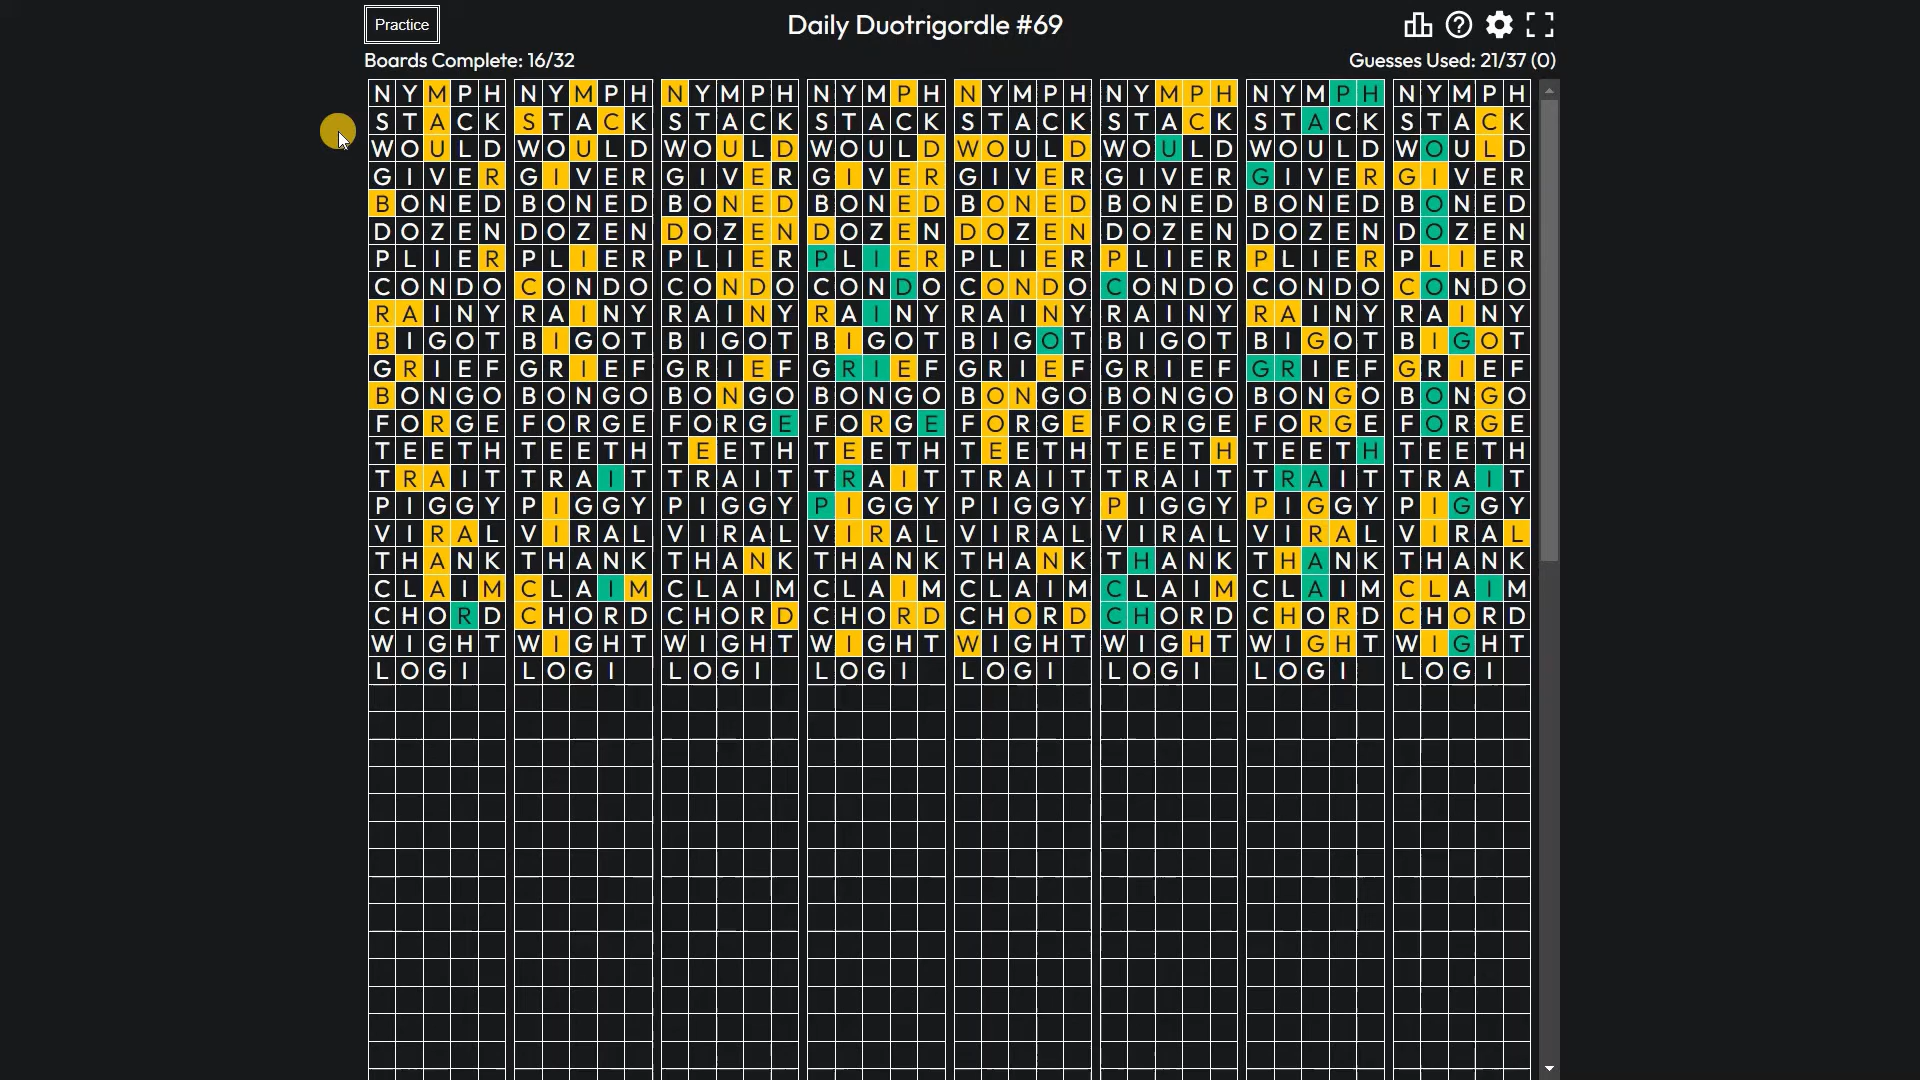 Practice
Daily Duotrigordle #69
Boards Complete: 16/32
Guesses Used: 21/37 (0)
NYMPH NYMPH NYMPH NYMPH NYMPH NYMPH NYMPH NYMPH
STACK STACK STACK STACK STACK STACK STACK STACK
WOULD WOULD WOULD WOULD WOULD WOULD WOULD WOULD
GIVER GIVER GIVER GIVER GIVER GIVER GIVER GIVER
BONED BONED BONED BONED BONED BONED BONED BONED
DOZEN DOZEN DOZEN DOZEN DOZEN DOZEN DOZEN DOZEN
PLIER PLIER PLIER PLIER PLIER PLIER PLIER PLIER
CONDO CONDO CONDO CONDO CONDO CONDO CONDO CONDO
RAINY RAINY RAINY RAINY RAINY RAINY RAINY RAINY
BIGOT BIGOT BIGOT BIGOT BIGOT BIGOT BIGOT BIGOT
GRIEF GRIEF GRIEF GRIEF GRIEF GRIEF GRIEF GRIEF
BONGO BONGO BONGO BONGO BONGO BONGO BONGO BONGO
FORGE FORGE FORGE FORGE FORGE FORGE FORGE FORGE
TEETH TEETH TEETH TEETH TEETH TEETH TEETH TEETH
TRAIT TRAIT TRAIT TRAIT TRAIT TRAIT TRAIT TRAIT
PIGGY PIGGY PIGGY PIGGY PIGGY PIGGY PIGGY PIGGY
VIRAL VIRAL VIRAL VIRAL VIRAL VIRAL VIRAL VIRAL
THANK THANK THANK THANK THANK THANK THANK THANK
CLAIM CLAIM CLAIM CLAIM CLAIM CLAIM CLAIM CLAIM
CHORD CHORD CHORD CHORD CHORD CHORD CHORD CHORD
WIGHT WIGHT WIGHT WIGHT WIGHT WIGHT WIGHT WIGHT
LOGI LOGI LOGI LOGI LOGI LOGI LOGI LOGI